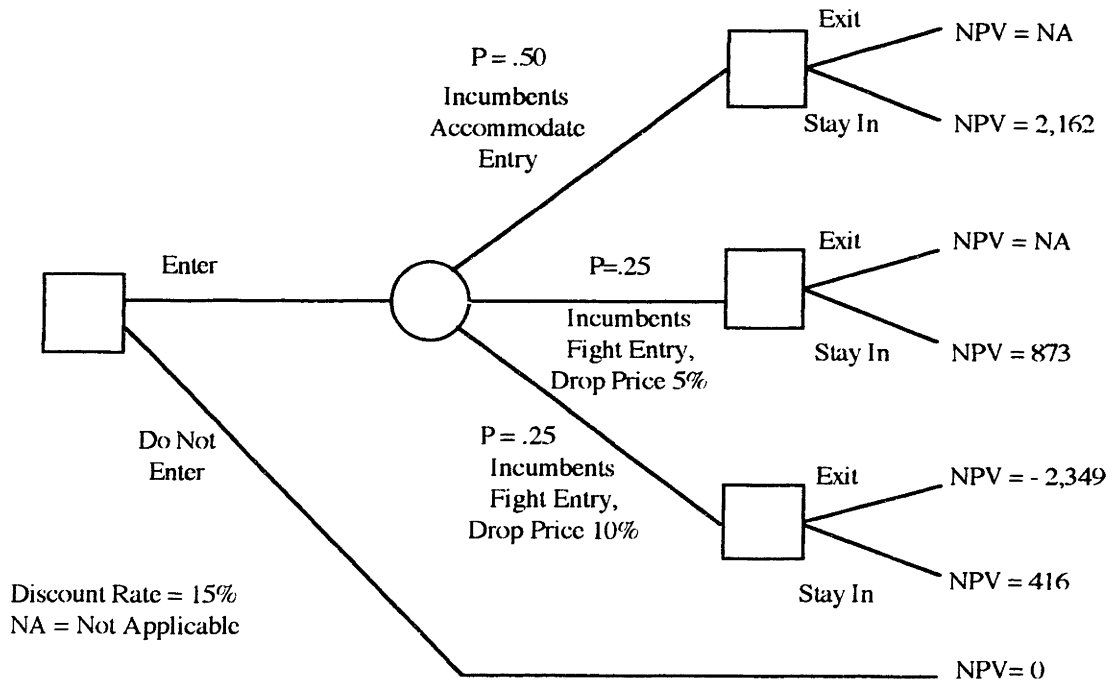 Exit
NPV = NA
P = .50
Incumbents
Accommodate
Entry
Stay In
NPV = 2,162
Enter
P=.25
Incumbents
Fight Entry,
Drop Price 5%
Exit
NPV = NA
Stay In
NPV = 873
Do Not
Enter
P = .25
Incumbents
Fight Entry,
Drop Price 10%
Exit
NPV = - 2,349
Stay In
NPV = 416
Discount Rate = 15%
NA = Not Applicable
NPV= 0